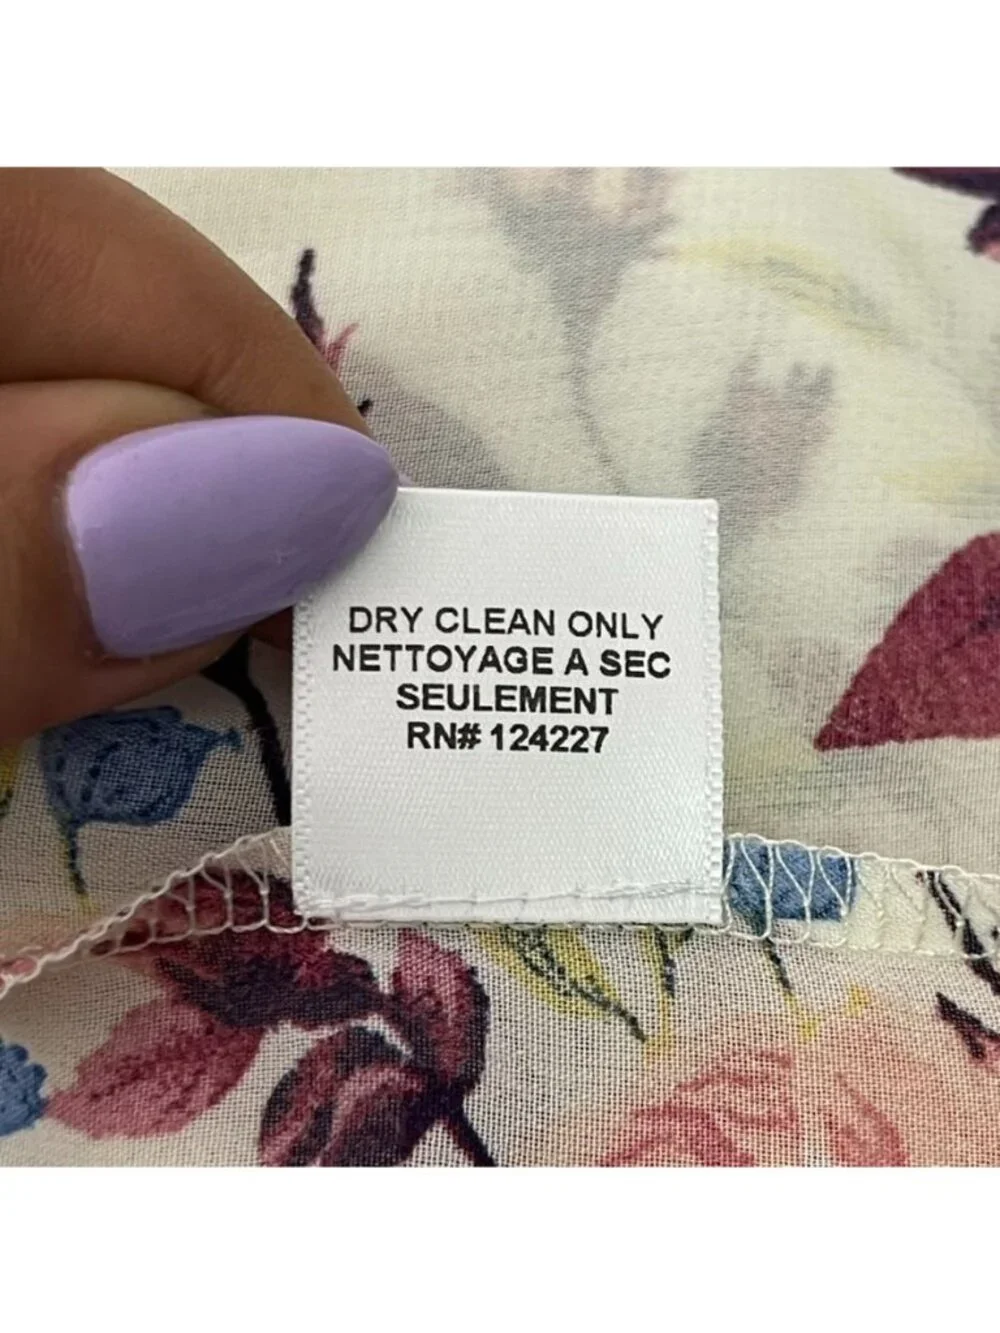 DRY CLEAN ONLY
NETTOYAGE A SEC
SEULEMENT
RN# 124227